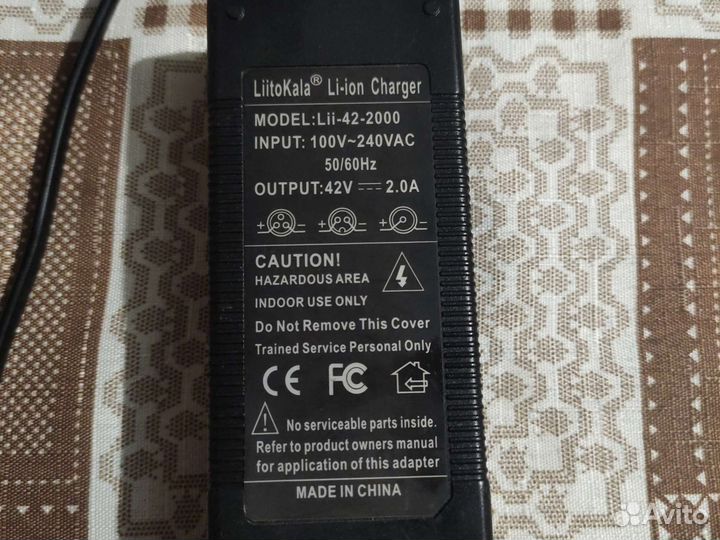 LiitoKala® Li-ion Charger
MODEL:Lii-42-2000
INPUT: 100V~240VAC
50/60Hz
OUTPUT:42V ⎓ 2.0A
+ - + - + -
CAUTION!
HAZARDOUS AREA
INDOOR USE ONLY
Do Not Remove This Cover
Trained Service Personal Only
CE FC
! No serviceable parts inside.
Refer to product owners manual
for application of this adapter
MADE IN CHINA
Avito